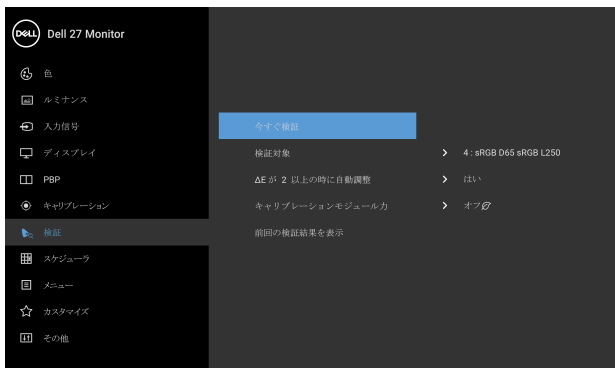 DELL Dell 27 Monitor
色
ルミナンス
入力信号
ディスプレイ
PBP
キャリブレーション
検証
スケジューラ
メニュー
カスタマイズ
その他
今すぐ検証
検証対象 4 : sRGB D65 sRGB L250
ΔE が 2 以上の時に自動調整 はい
キャリブレーションモジュール力 オフ
前回の検証結果を表示